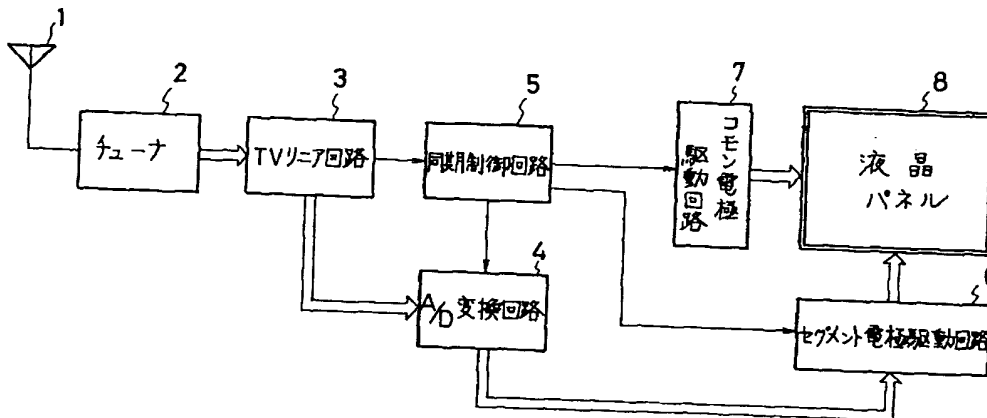 1
2
チューナ
3
TVリニア回路
5
同期制御回路
7
コモン電極
駆動回路
8
液晶
パネル
4
A/D変換回路
セグメント電極駆動回路